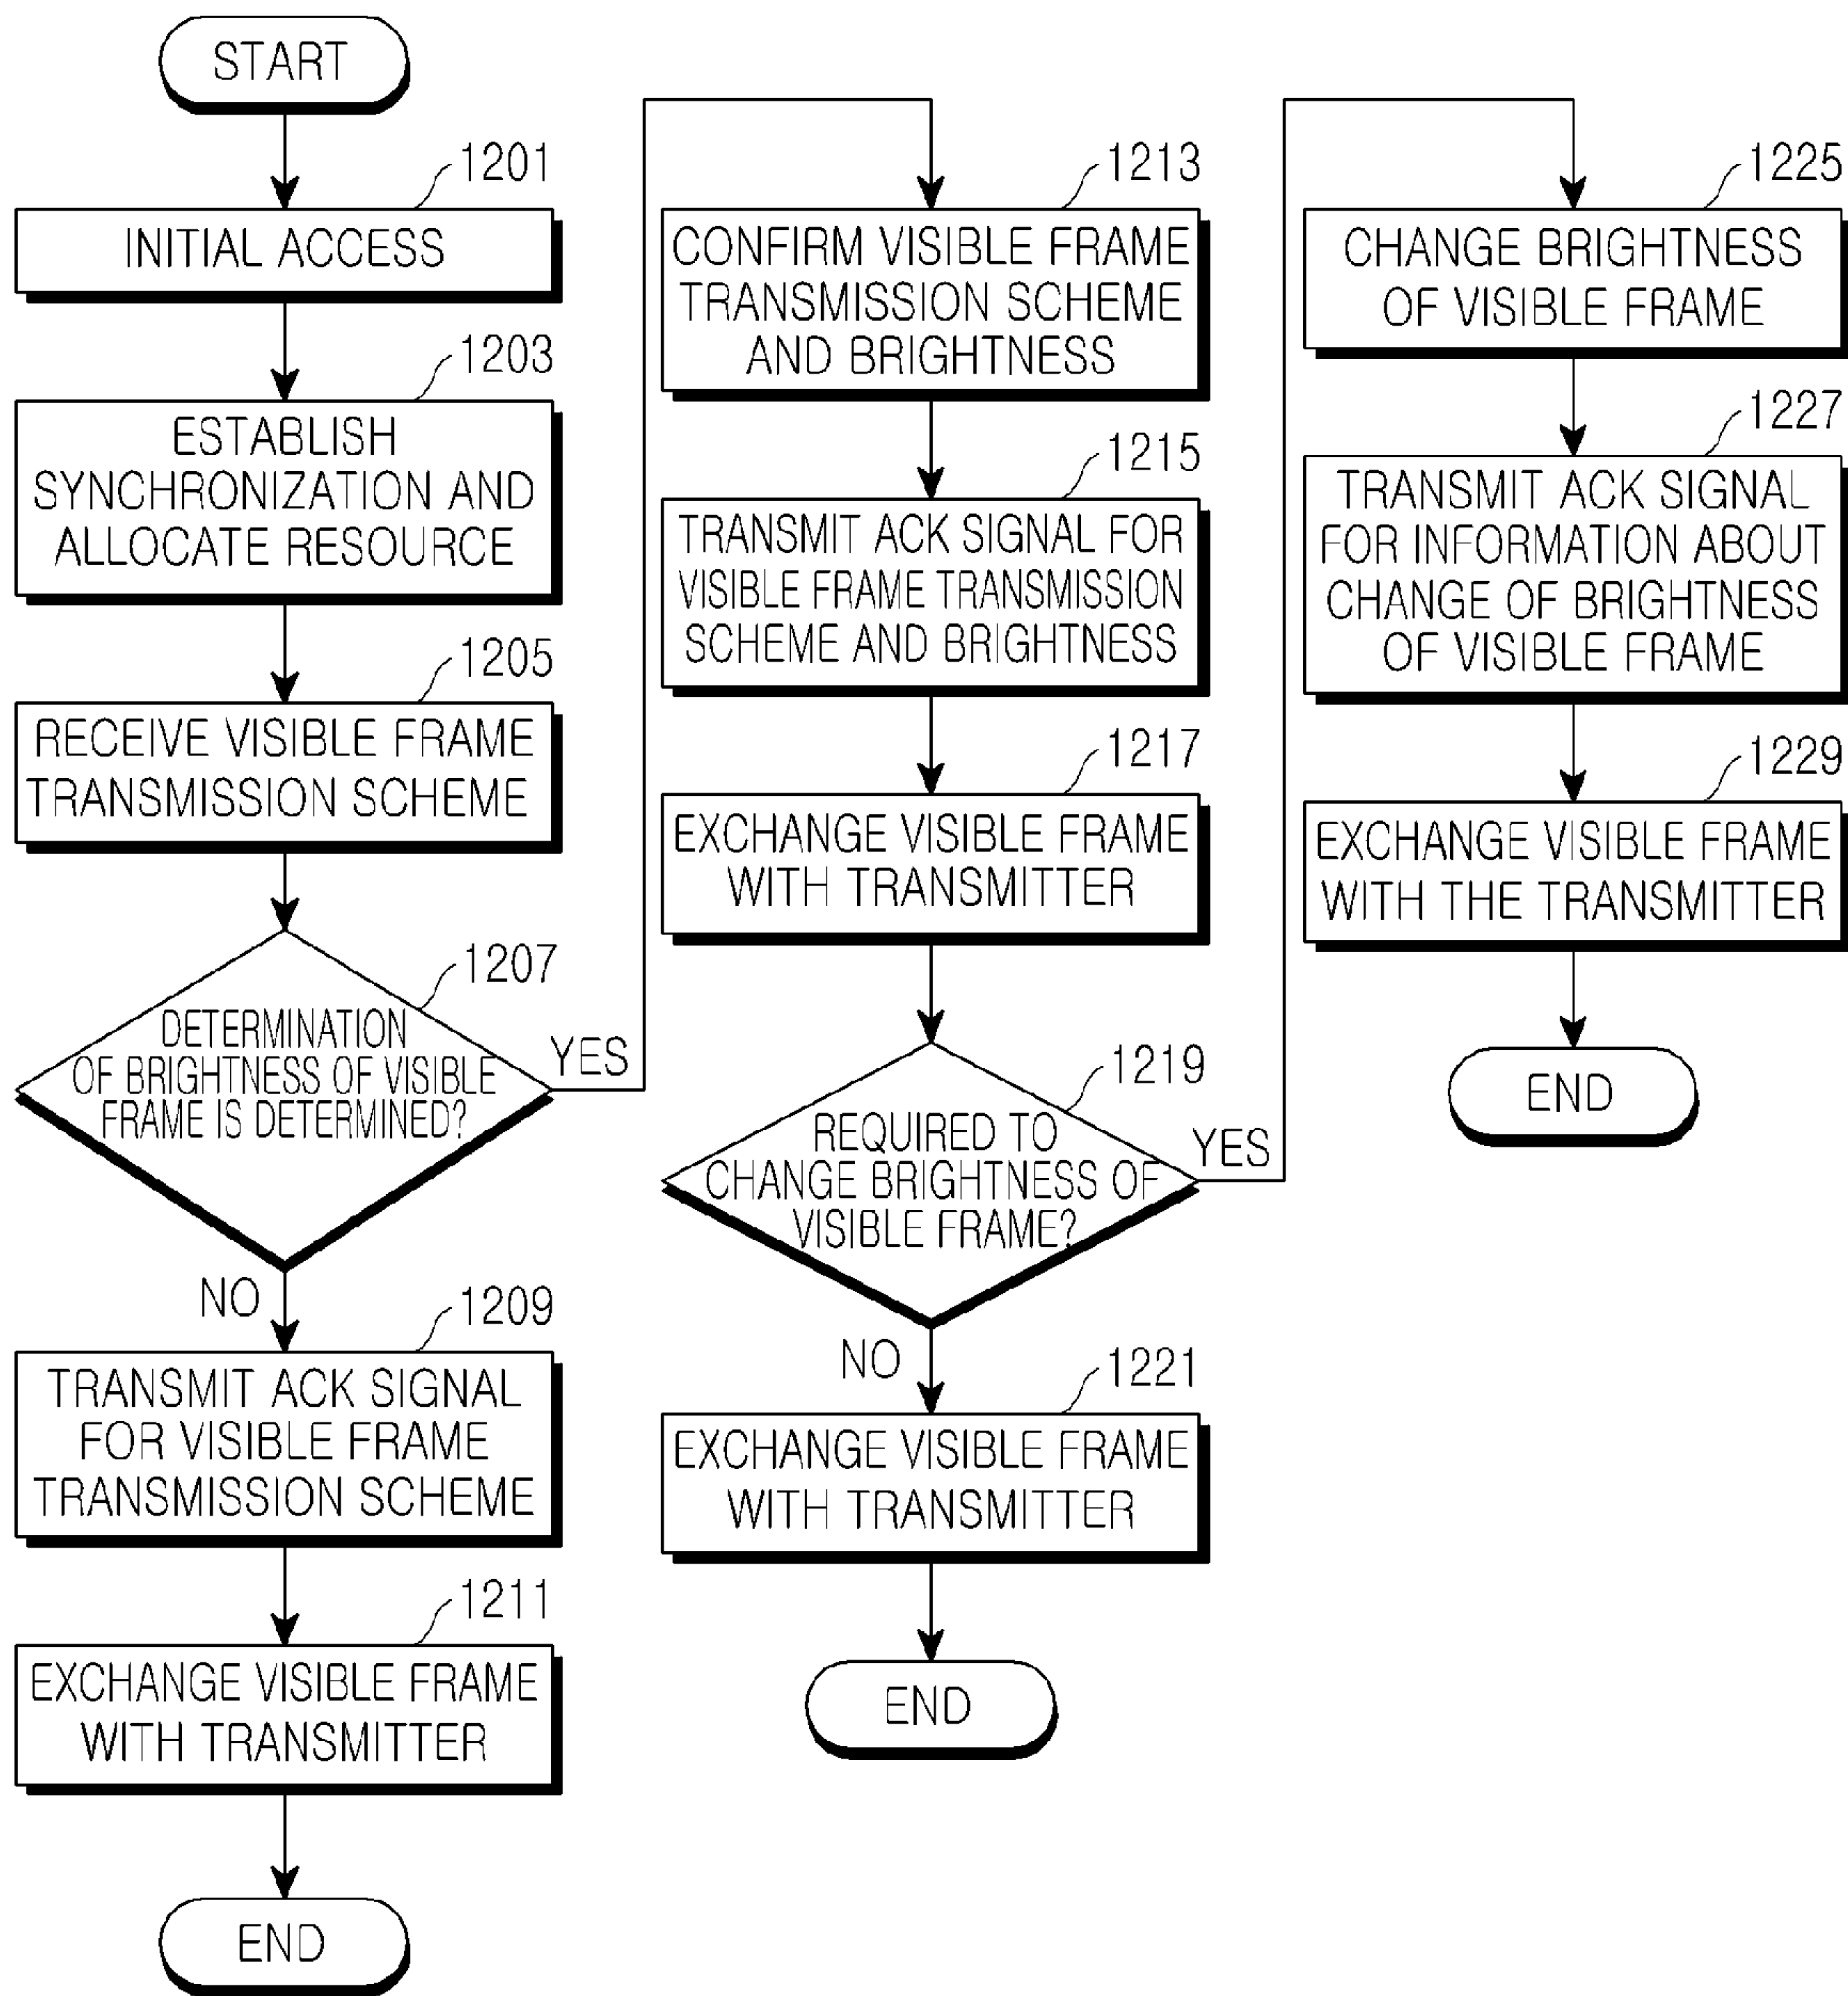 START
1201
INITIAL ACCESS
1203
ESTABLISH
SYNCHRONIZATION AND
ALLOCATE RESOURCE
1205
RECEIVE VISIBLE FRAME
TRANSMISSION SCHEME
1207
DETERMINATION
OF BRIGHTNESS OF VISIBLE
FRAME IS DETERMINED?
YES
NO
1209
TRANSMIT ACK SIGNAL
FOR VISIBLE FRAME
TRANSMISSION SCHEME
1211
EXCHANGE VISIBLE FRAME
WITH TRANSMITTER
END
1213
CONFIRM VISIBLE FRAME
TRANSMISSION SCHEME
AND BRIGHTNESS
1215
TRANSMIT ACK SIGNAL FOR
VISIBLE FRAME TRANSMISSION
SCHEME AND BRIGHTNESS
1217
EXCHANGE VISIBLE FRAME
WITH TRANSMITTER
1219
REQUIRED TO
CHANGE BRIGHTNESS OF
VISIBLE FRAME?
YES
NO
1221
EXCHANGE VISIBLE FRAME
WITH TRANSMITTER
END
1225
CHANGE BRIGHTNESS
OF VISIBLE FRAME
1227
TRANSMIT ACK SIGNAL
FOR INFORMATION ABOUT
CHANGE OF BRIGHTNESS
OF VISIBLE FRAME
1229
EXCHANGE VISIBLE FRAME
WITH THE TRANSMITTER
END